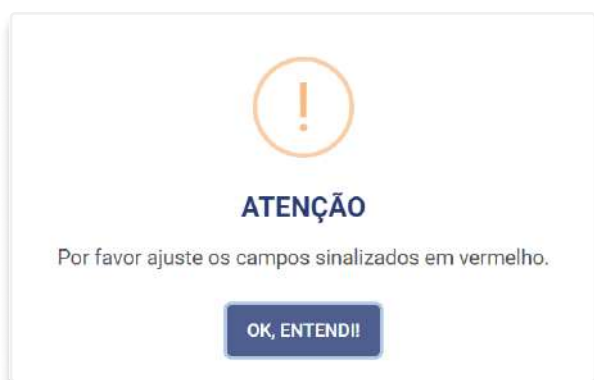 ATENÇÃO
Por favor ajuste os campos sinalizados em vermelho.
OK, ENTENDI!